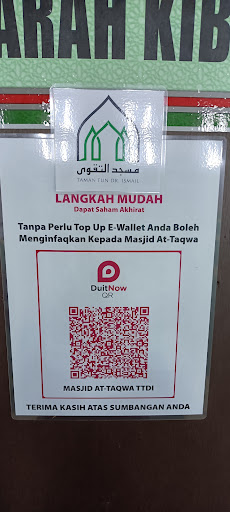 ARAH KIB
مسجد التقوى
TAMAN TUN DR. ISMAIL
LANGKAH MUDAH
Dapat Saham Akhirat
Tanpa Perlu Top Up E-Wallet Anda Boleh
Menginfaqkan Kepada Masjid At-Taqwa
DuitNow
QR
MASJID AT-TAQWA TTDI
TERIMA KASIH ATAS SUMBANGAN ANDA